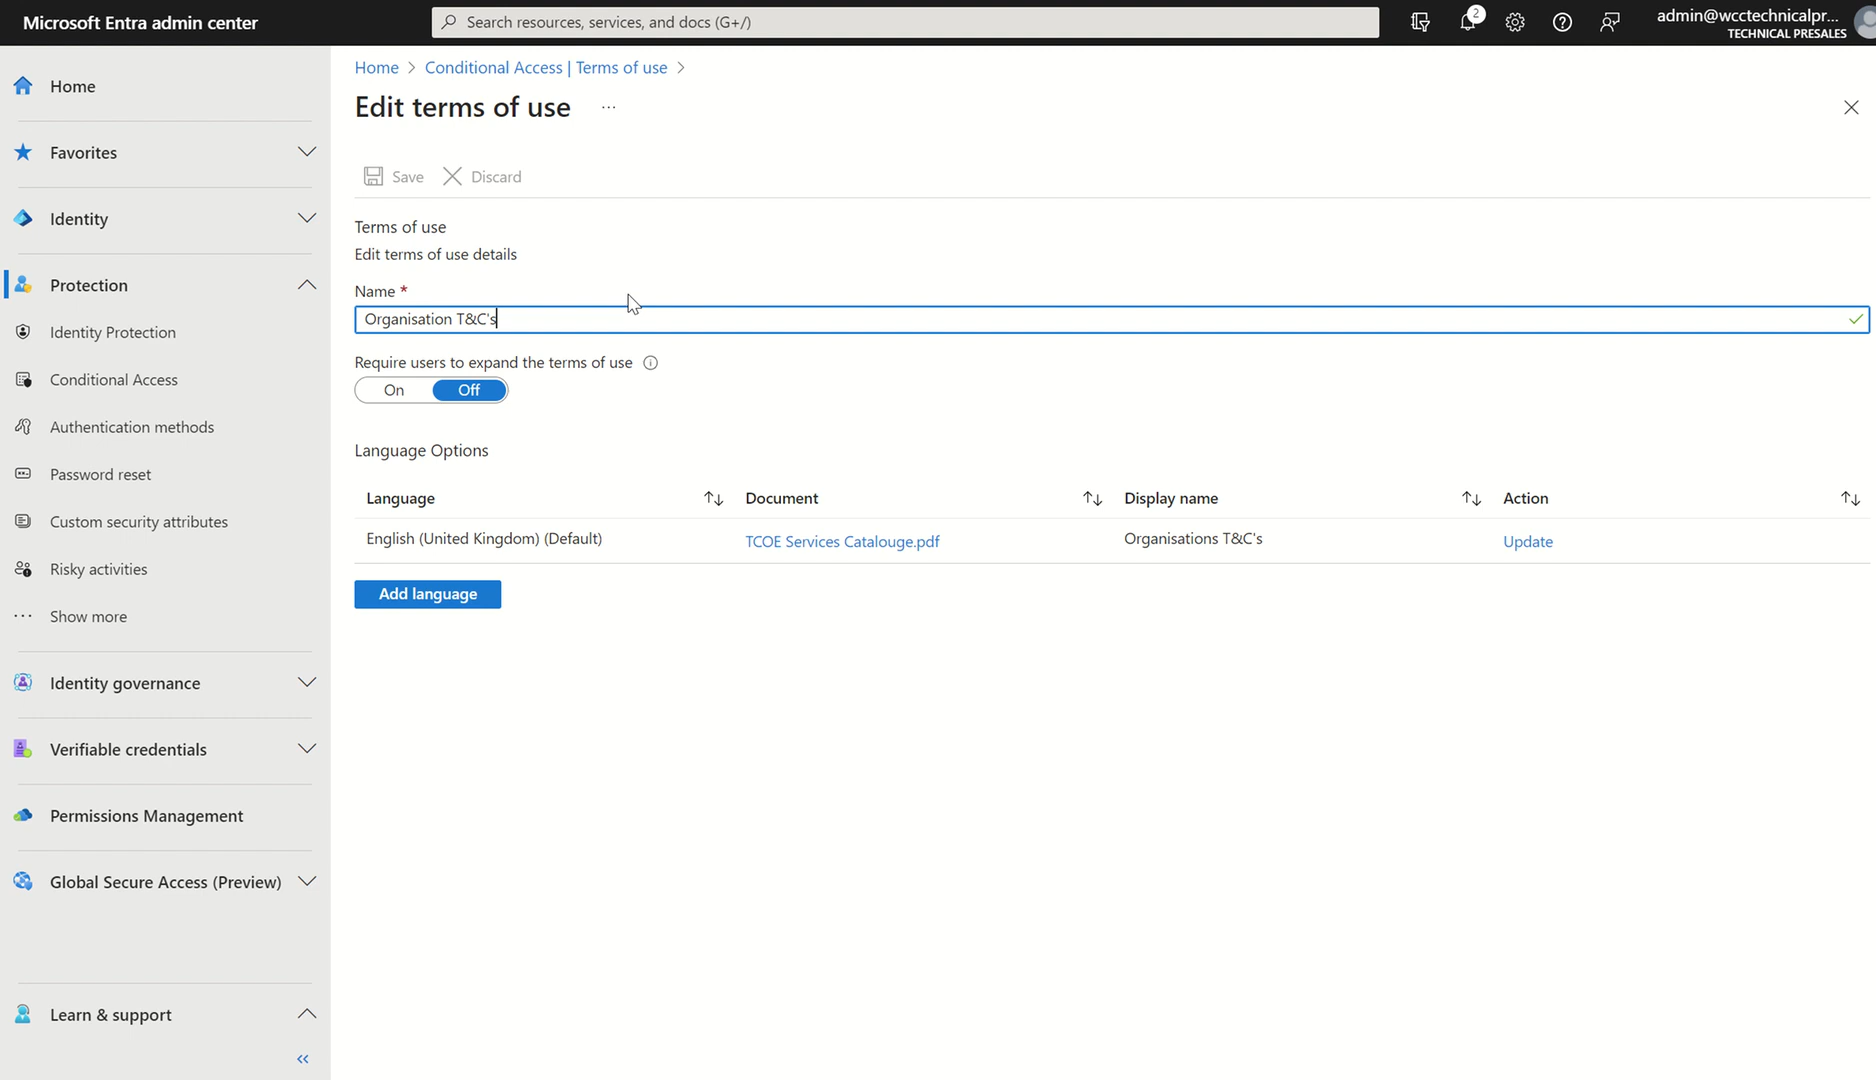 Microsoft Entra admin center
Search resources, services, and docs (G+/)
2
admin@wcctechnicalpr...
TECHNICAL PRESALES
Home
Favorites
Identity
Protection
Identity Protection
Conditional Access
Authentication methods
Password reset
Custom security attributes
Risky activities
Show more
Identity governance
Verifiable credentials
Permissions Management
Global Secure Access (Preview)
Learn & support
Home > Conditional Access | Terms of use >
Edit terms of use ...
Save Discard
Terms of use
Edit terms of use details
Name *
Organisation T&C's
Require users to expand the terms of use
On Off
Language Options
Language Document Display name Action
English (United Kingdom) (Default) TCOE Services Catalouge.pdf Organisations T&C's Update
Add language